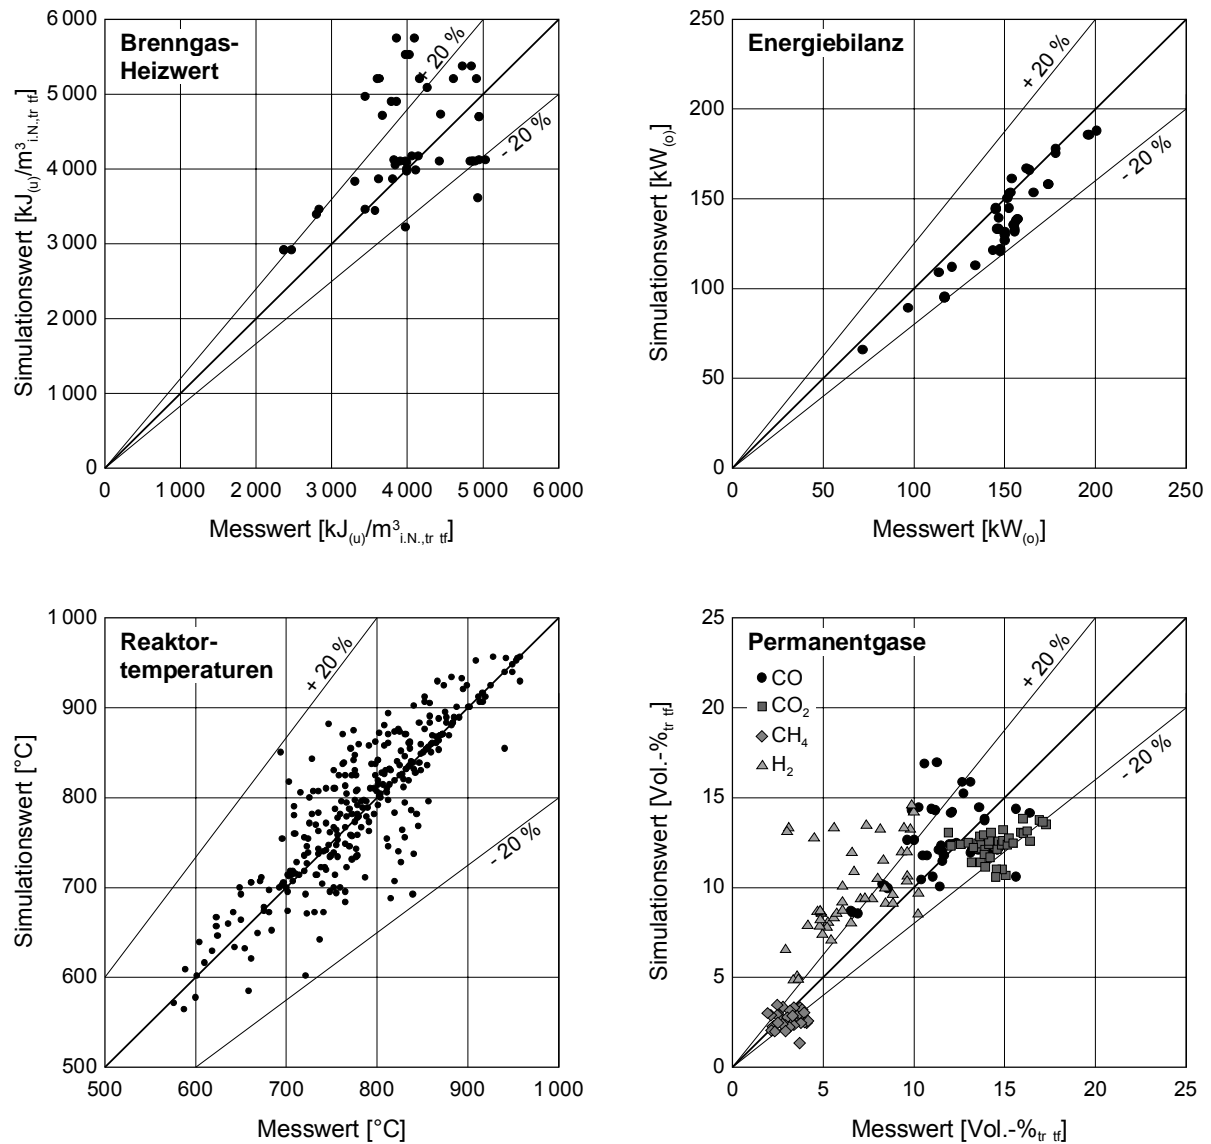 Brenngas-
Heizwert
+ 20 %
- 20 %
6 000
5 000
4 000
3 000
2 000
1 000
0
0 1 000 2 000 3 000 4 000 5 000 6 000
Simulationswert [kJ(u)/m³i.N.,tr tf]
Messwert [kJ(u)/m³i.N.,tr tf]
Energiebilanz
+ 20 %
- 20 %
250
200
150
100
50
0
0 50 100 150 200 250
Simulationswert [kW(o)]
Messwert [kW(o)]
Reaktor-
temperaturen
+ 20 %
- 20 %
1 000
900
800
700
600
500
500 600 700 800 900 1 000
Simulationswert [°C]
Messwert [°C]
Permanentgase
CO
CO₂
CH₄
H₂
+ 20 %
- 20 %
25
20
15
10
5
0
0 5 10 15 20 25
Simulationswert [Vol.-%tr tf]
Messwert [Vol.-%tr tf]